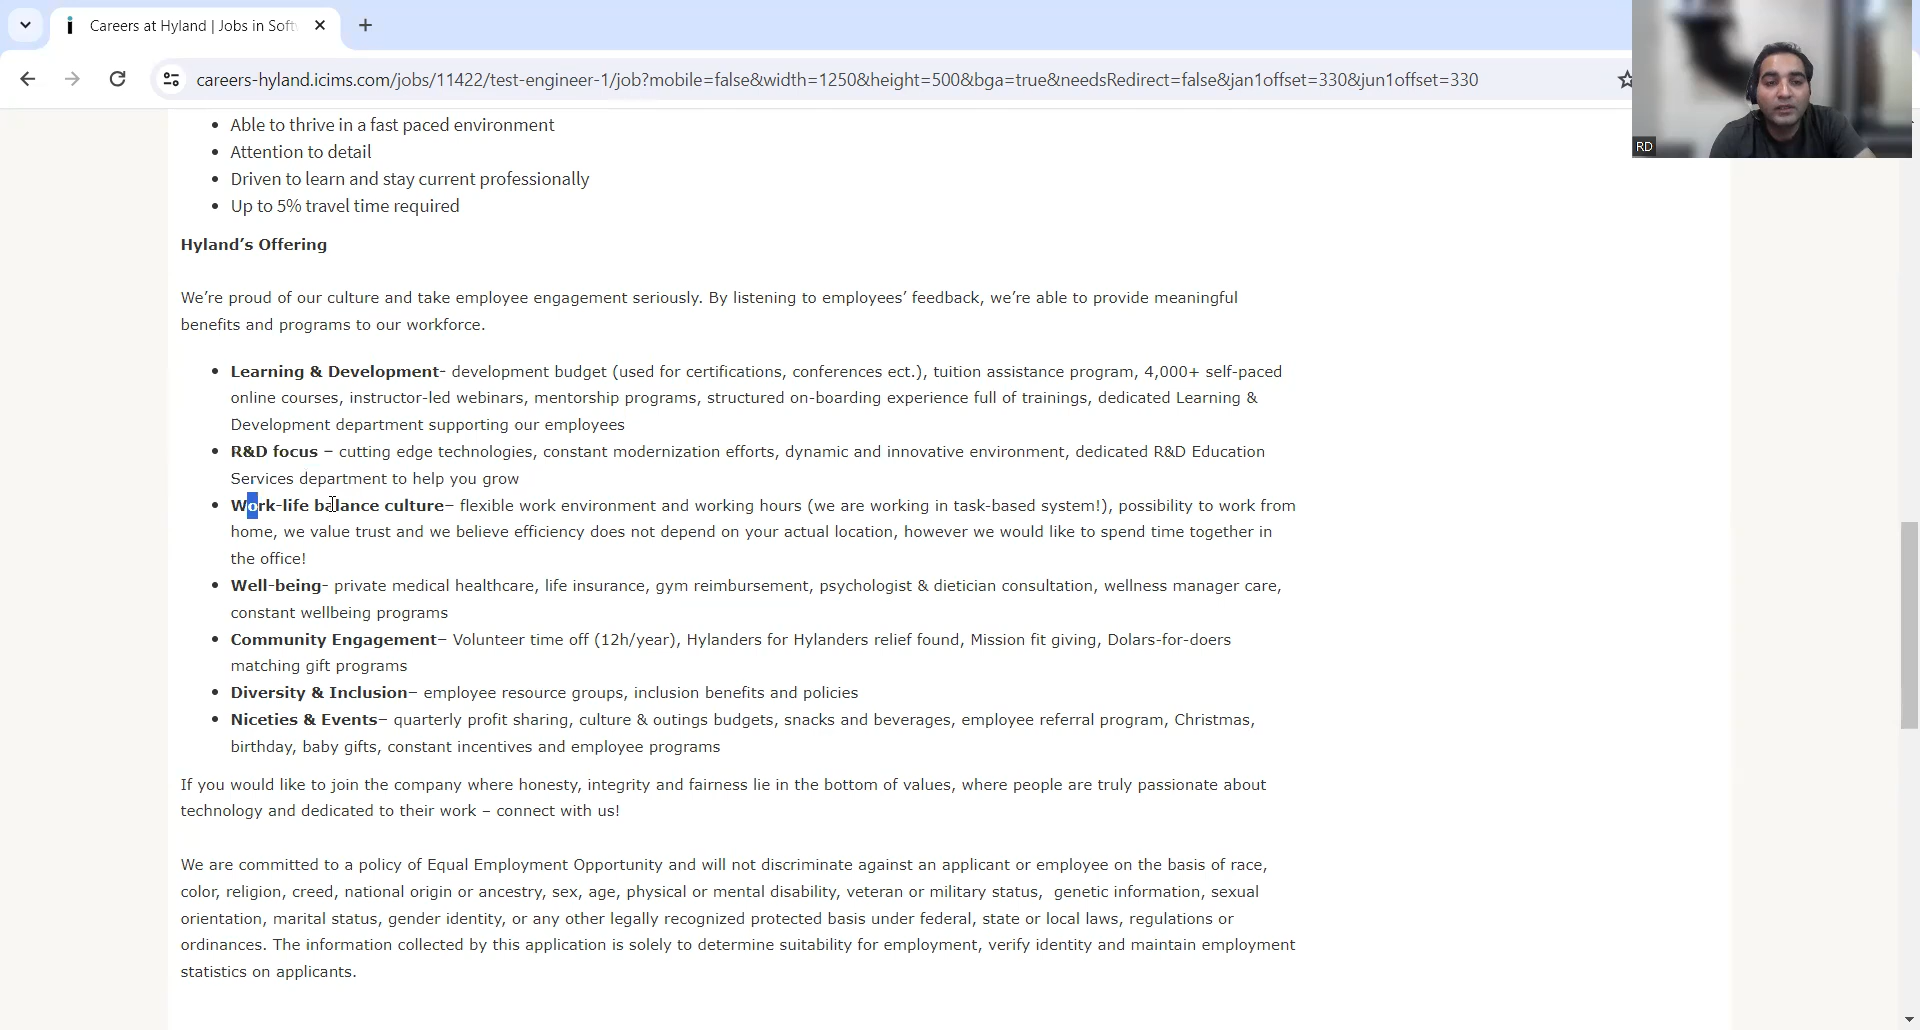 Careers at Hyland | Jobs in Soft
careers-hyland.icims.com/jobs/11422/test-engineer-1/job?mobile=false&width=1250&height=500&bga=true&needsRedirect=false&jan1offset=330&jun1offset=330
RD
• Able to thrive in a fast paced environment
• Attention to detail
• Driven to learn and stay current professionally
• Up to 5% travel time required
Hyland’s Offering
We’re proud of our culture and take employee engagement seriously. By listening to employees’ feedback, we’re able to provide meaningful
benefits and programs to our workforce.
• Learning & Development- development budget (used for certifications, conferences ect.), tuition assistance program, 4,000+ self-paced
online courses, instructor-led webinars, mentorship programs, structured on-boarding experience full of trainings, dedicated Learning &
Development department supporting our employees
• R&D focus – cutting edge technologies, constant modernization efforts, dynamic and innovative environment, dedicated R&D Education
Services department to help you grow
• Work-life balance culture– flexible work environment and working hours (we are working in task-based system!), possibility to work from
home, we value trust and we believe efficiency does not depend on your actual location, however we would like to spend time together in
the office!
• Well-being- private medical healthcare, life insurance, gym reimbursement, psychologist & dietician consultation, wellness manager care,
constant wellbeing programs
• Community Engagement– Volunteer time off (12h/year), Hylanders for Hylanders relief found, Mission fit giving, Dolars-for-doers
matching gift programs
• Diversity & Inclusion– employee resource groups, inclusion benefits and policies
• Niceties & Events– quarterly profit sharing, culture & outings budgets, snacks and beverages, employee referral program, Christmas,
birthday, baby gifts, constant incentives and employee programs
If you would like to join the company where honesty, integrity and fairness lie in the bottom of values, where people are truly passionate about
technology and dedicated to their work – connect with us!
We are committed to a policy of Equal Employment Opportunity and will not discriminate against an applicant or employee on the basis of race,
color, religion, creed, national origin or ancestry, sex, age, physical or mental disability, veteran or military status,  genetic information, sexual
orientation, marital status, gender identity, or any other legally recognized protected basis under federal, state or local laws, regulations or
ordinances. The information collected by this application is solely to determine suitability for employment, verify identity and maintain employment
statistics on applicants.